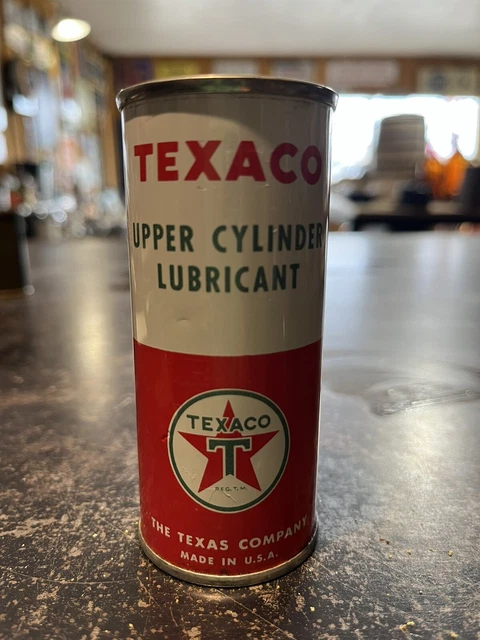 TEXACO
UPPER CYLINDER
LUBRICANT
TEXACO
T
REG. T.M.
THE TEXAS COMPANY
MADE IN U.S.A.